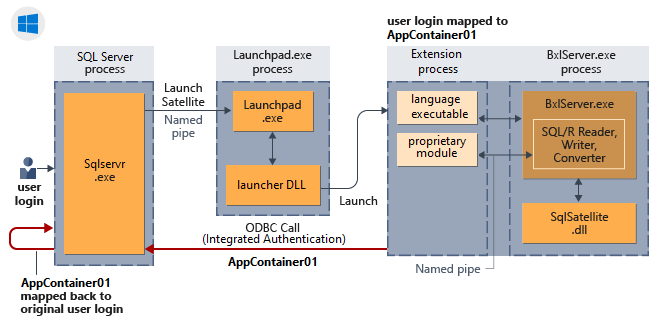 user login mapped to
AppContainer01
SQL Server
process
Launchpad.exe
process
Extension
process
BxlServer.exe
process
Launch
Satellite
Named
pipe
Sqlservr
.exe
Launchpad
.exe
launcher DLL
language
executable
proprietary
module
BxlServer.exe
SQL/R Reader,
Writer,
Converter
SqlSatellite
.dll
user
login
Launch
ODBC Call
(Integrated Authentication)
AppContainer01
Named pipe
AppContainer01
mapped back to
original user login